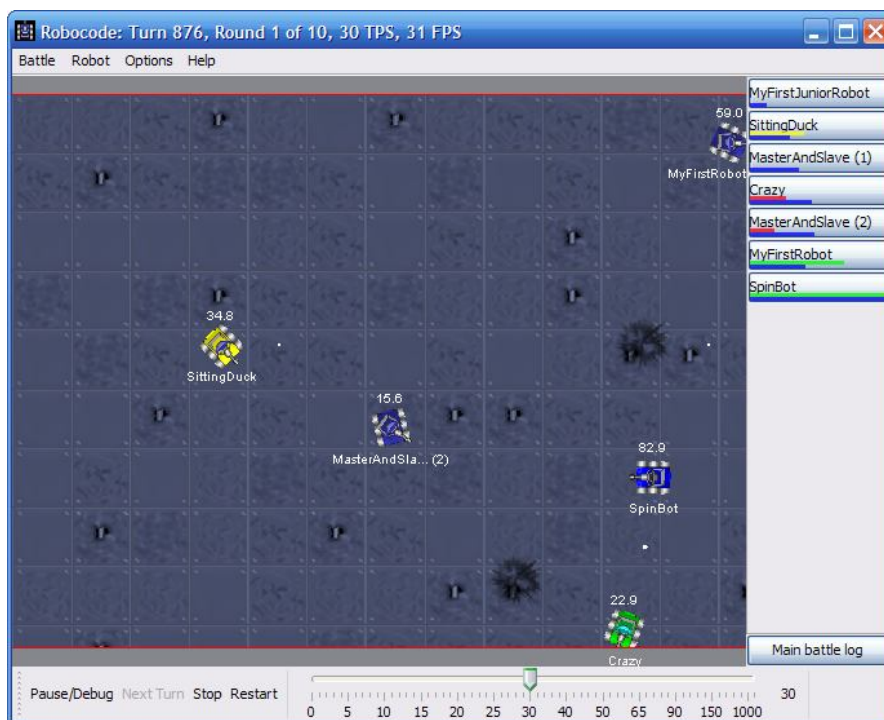 Robocode: Turn 876, Round 1 of 10, 30 TPS, 31 FPS
Battle Robot Options Help
MyFirstJuniorRobot
SittingDuck
MasterAndSlave (1)
Crazy
MasterAndSlave (2)
MyFirstRobot
SpinBot
59.0
MyFirstRobot
34.8
SittingDuck
15.6
MasterAndSla... (2)
82.9
SpinBot
22.9
Crazy
Main battle log
Pause/Debug Next Turn Stop Restart
30
0 5 10 15 20 25 30 40 50 65 90 150 1000